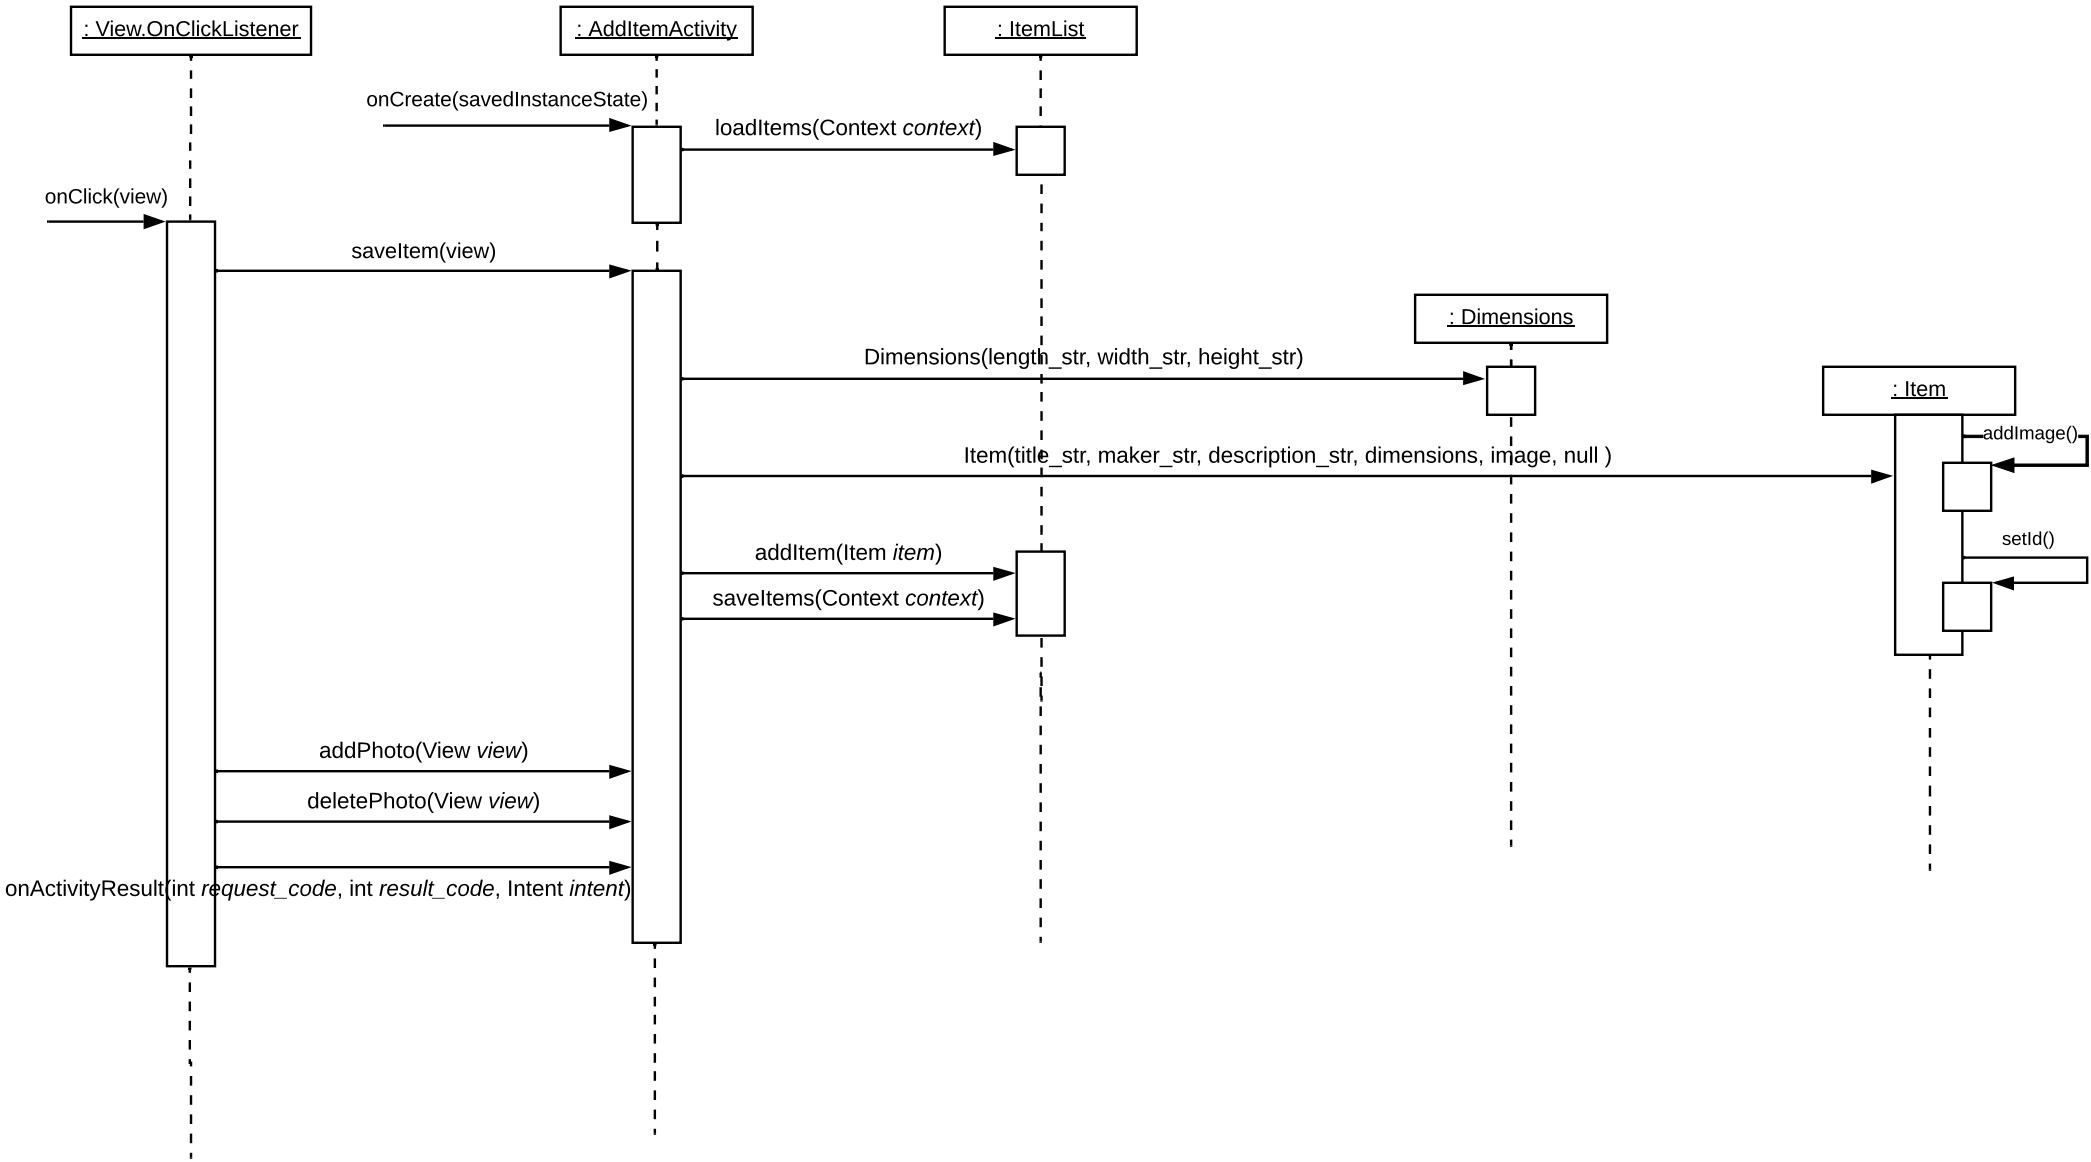 : View.OnClickListener
: AddItemActivity
: ItemList
onCreate(savedInstanceState)
loadItems(Context context)
onClick(view)
saveItem(view)
: Dimensions
Dimensions(length_str, width_str, height_str)
: Item
addImage()
Item(title_str, maker_str, description_str, dimensions, image, null )
setId()
addItem(Item item)
saveItems(Context context)
addPhoto(View view)
deletePhoto(View view)
onActivityResult(int request_code, int result_code, Intent intent)